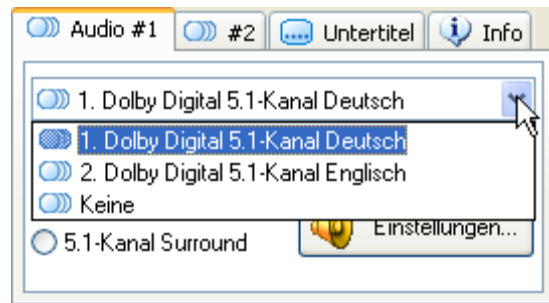 Audio #1 #2 Untertitel Info
1. Dolby Digital 5.1-Kanal Deutsch
1. Dolby Digital 5.1-Kanal Deutsch
2. Dolby Digital 5.1-Kanal Englisch
Keine
5.1-Kanal Surround Einstellungen...